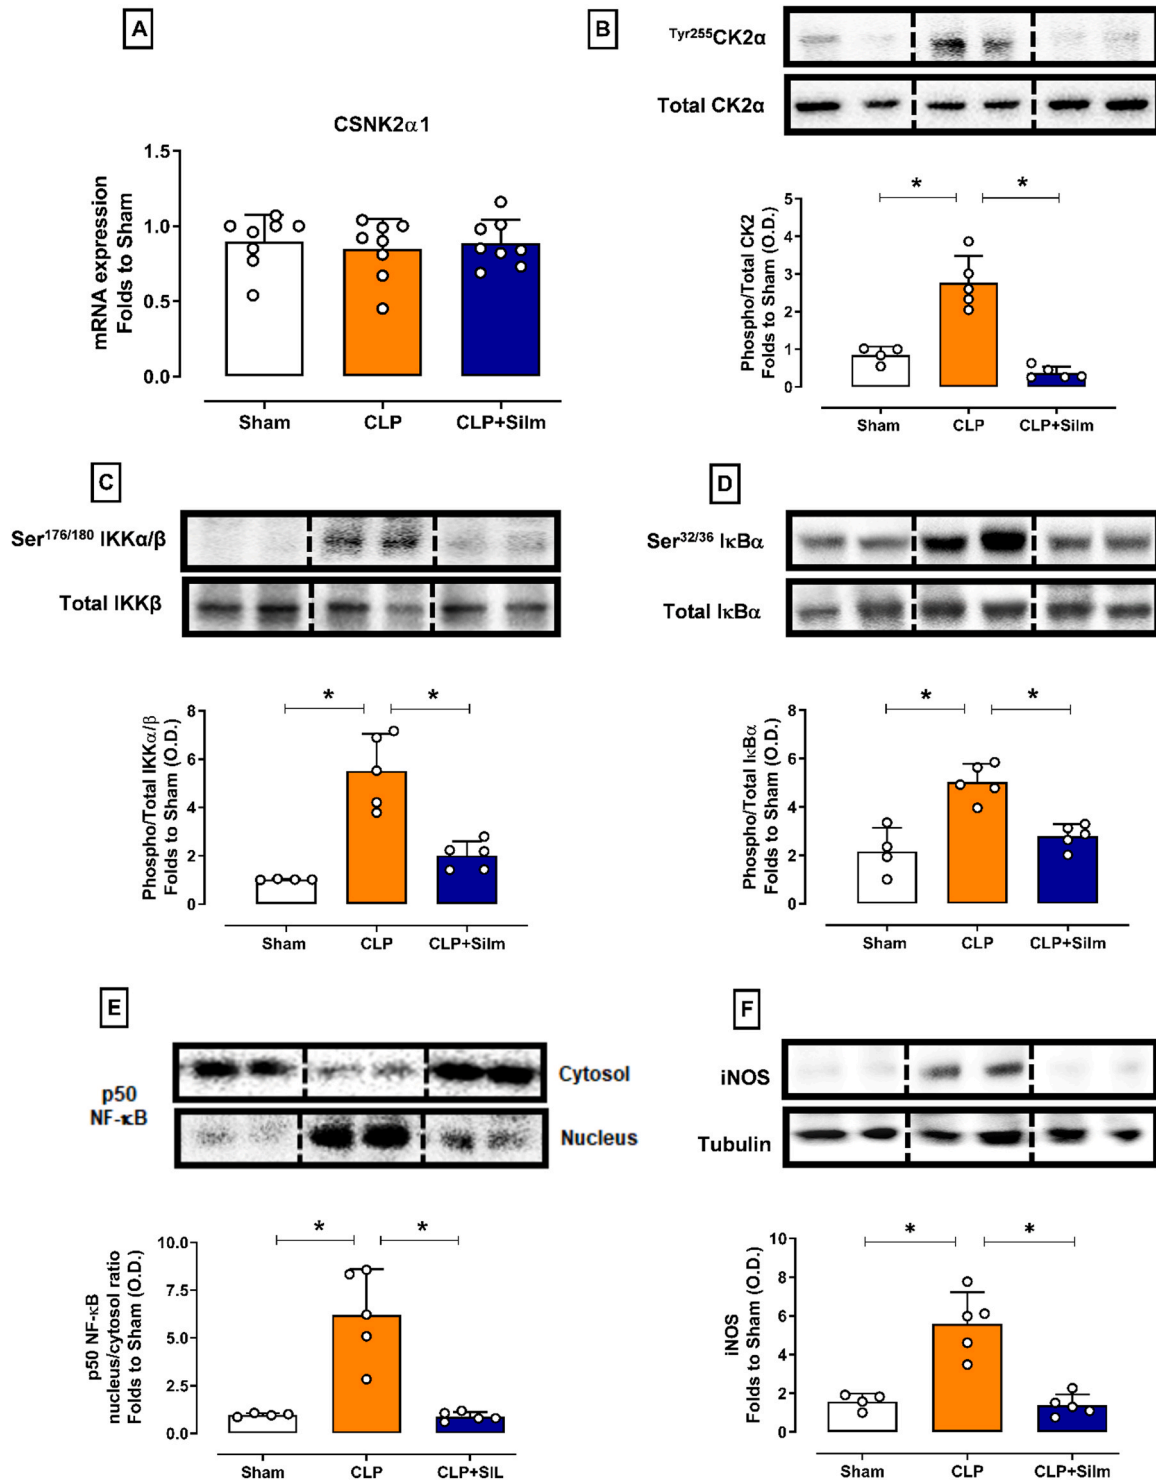 A
CSNK2α1
mRNA expression
Folds to Sham
1.5
1.0
0.5
0.0
Sham CLP CLP+Silm
B
Tyr255CK2α
Total CK2α
* *
Phospho/Total CK2
Folds to Sham (O.D.)
5
4
3
2
1
0
Sham CLP CLP+Silm
C
Ser176/180 IKKα/β
Total IKKβ
* *
Phospho/Total IKKα/β
Folds to Sham (O.D.)
8
6
4
2
0
Sham CLP CLP+Silm
D
Ser32/36 IκBα
Total IκBα
* *
Phospho/Total IκBα
Folds to Sham (O.D.)
8
6
4
2
0
Sham CLP CLP+Silm
E
p50
NF-κB
Cytosol
Nucleus
* *
p50 NF-κB
nucleus/cytosol ratio
Folds to Sham (O.D.)
10.0
7.5
5.0
2.5
0.0
Sham CLP CLP+SIL
F
iNOS
Tubulin
* *
iNOS
Folds to Sham (O.D.)
10
8
6
4
2
0
Sham CLP CLP+Silm